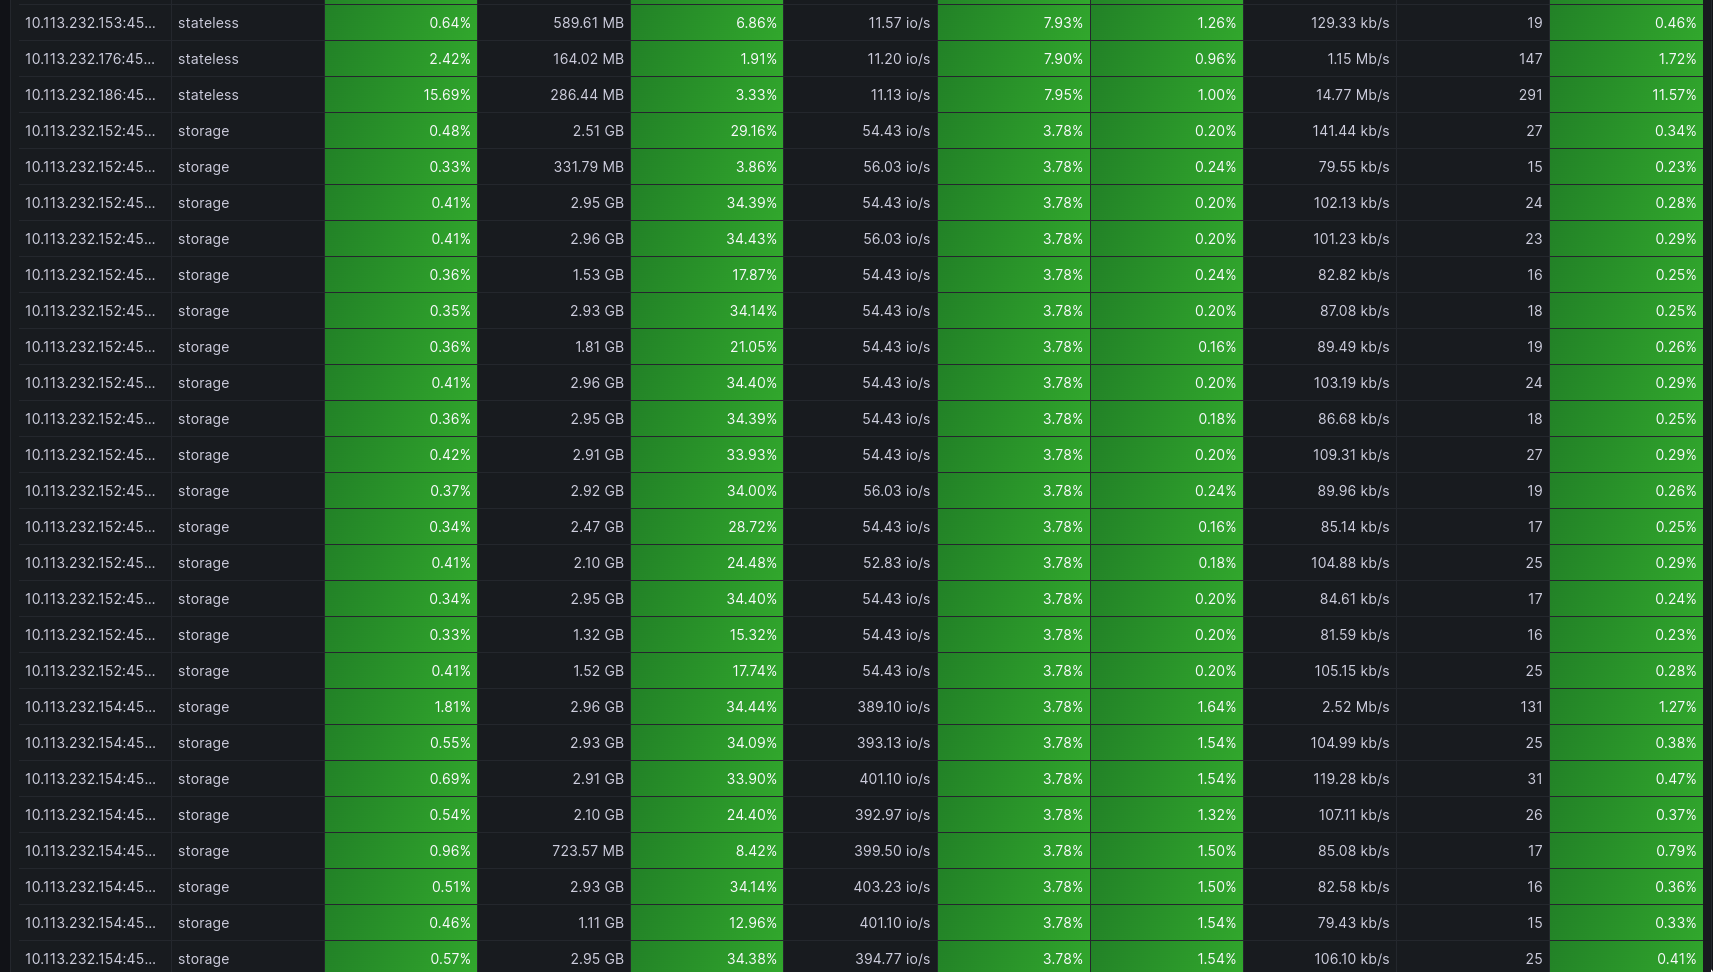 10.113.232.153:45... stateless 0.64% 589.61 MB 6.86% 11.57 io/s 7.93% 1.26% 129.33 kb/s 19 0.46%
10.113.232.176:45... stateless 2.42% 164.02 MB 1.91% 11.20 io/s 7.90% 0.96% 1.15 Mb/s 147 1.72%
10.113.232.186:45... stateless 15.69% 286.44 MB 3.33% 11.13 io/s 7.95% 1.00% 14.77 Mb/s 291 11.57%
10.113.232.152:45... storage 0.48% 2.51 GB 29.16% 54.43 io/s 3.78% 0.20% 141.44 kb/s 27 0.34%
10.113.232.152:45... storage 0.33% 331.79 MB 3.86% 56.03 io/s 3.78% 0.24% 79.55 kb/s 15 0.23%
10.113.232.152:45... storage 0.41% 2.95 GB 34.39% 54.43 io/s 3.78% 0.20% 102.13 kb/s 24 0.28%
10.113.232.152:45... storage 0.41% 2.96 GB 34.43% 56.03 io/s 3.78% 0.20% 101.23 kb/s 23 0.29%
10.113.232.152:45... storage 0.36% 1.53 GB 17.87% 54.43 io/s 3.78% 0.24% 82.82 kb/s 16 0.25%
10.113.232.152:45... storage 0.35% 2.93 GB 34.14% 54.43 io/s 3.78% 0.20% 87.08 kb/s 18 0.25%
10.113.232.152:45... storage 0.36% 1.81 GB 21.05% 54.43 io/s 3.78% 0.16% 89.49 kb/s 19 0.26%
10.113.232.152:45... storage 0.41% 2.96 GB 34.40% 54.43 io/s 3.78% 0.20% 103.19 kb/s 24 0.29%
10.113.232.152:45... storage 0.36% 2.95 GB 34.39% 54.43 io/s 3.78% 0.18% 86.68 kb/s 18 0.25%
10.113.232.152:45... storage 0.42% 2.91 GB 33.93% 54.43 io/s 3.78% 0.20% 109.31 kb/s 27 0.29%
10.113.232.152:45... storage 0.37% 2.92 GB 34.00% 56.03 io/s 3.78% 0.24% 89.96 kb/s 19 0.26%
10.113.232.152:45... storage 0.34% 2.47 GB 28.72% 54.43 io/s 3.78% 0.16% 85.14 kb/s 17 0.25%
10.113.232.152:45... storage 0.41% 2.10 GB 24.48% 52.83 io/s 3.78% 0.18% 104.88 kb/s 25 0.29%
10.113.232.152:45... storage 0.34% 2.95 GB 34.40% 54.43 io/s 3.78% 0.20% 84.61 kb/s 17 0.24%
10.113.232.152:45... storage 0.33% 1.32 GB 15.32% 54.43 io/s 3.78% 0.20% 81.59 kb/s 16 0.23%
10.113.232.152:45... storage 0.41% 1.52 GB 17.74% 54.43 io/s 3.78% 0.20% 105.15 kb/s 25 0.28%
10.113.232.154:45... storage 1.81% 2.96 GB 34.44% 389.10 io/s 3.78% 1.64% 2.52 Mb/s 131 1.27%
10.113.232.154:45... storage 0.55% 2.93 GB 34.09% 393.13 io/s 3.78% 1.54% 104.99 kb/s 25 0.38%
10.113.232.154:45... storage 0.69% 2.91 GB 33.90% 401.10 io/s 3.78% 1.54% 119.28 kb/s 31 0.47%
10.113.232.154:45... storage 0.54% 2.10 GB 24.40% 392.97 io/s 3.78% 1.32% 107.11 kb/s 26 0.37%
10.113.232.154:45... storage 0.96% 723.57 MB 8.42% 399.50 io/s 3.78% 1.50% 85.08 kb/s 17 0.79%
10.113.232.154:45... storage 0.51% 2.93 GB 34.14% 403.23 io/s 3.78% 1.50% 82.58 kb/s 16 0.36%
10.113.232.154:45... storage 0.46% 1.11 GB 12.96% 401.10 io/s 3.78% 1.54% 79.43 kb/s 15 0.33%
10.113.232.154:45... storage 0.57% 2.95 GB 34.38% 394.77 io/s 3.78% 1.54% 106.10 kb/s 25 0.41%